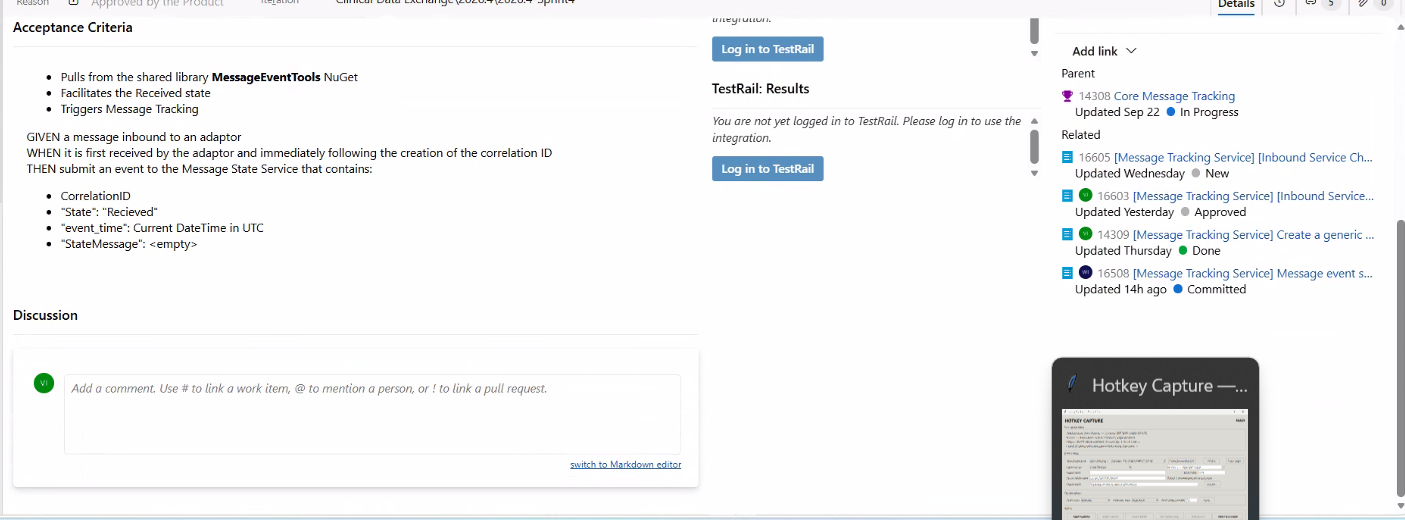 Reason Approved by the Product Iteration Clinical Data Exchange\2026.4\2026.4-Sprint4
Details 5 0
Acceptance Criteria
Pulls from the shared library MessageEventTools NuGet
Facilitates the Received state
Triggers Message Tracking
GIVEN a message inbound to an adaptor
WHEN it is first received by the adaptor and immediately following the creation of the correlation ID
THEN submit an event to the Message State Service that contains:
CorrelationID
"State": "Recieved"
"event_time": Current DateTime in UTC
"StateMessage": <empty>
Discussion
VI
Add a comment. Use # to link a work item, @ to mention a person, or ! to link a pull request.
switch to Markdown editor
integration.
Log in to TestRail
TestRail: Results
You are not yet logged in to TestRail. Please log in to use the
integration.
Log in to TestRail
Add link
Parent
14308 Core Message Tracking
Updated Sep 22 In Progress
Related
16605 [Message Tracking Service] [Inbound Service Ch...
Updated Wednesday New
VI 16603 [Message Tracking Service] [Inbound Service...
Updated Yesterday Approved
VI 14309 [Message Tracking Service] Create a generic ...
Updated Thursday Done
16508 [Message Tracking Service] Message event s...
Updated 14h ago Committed
Hotkey Capture —...
HOTKEY CAPTURE